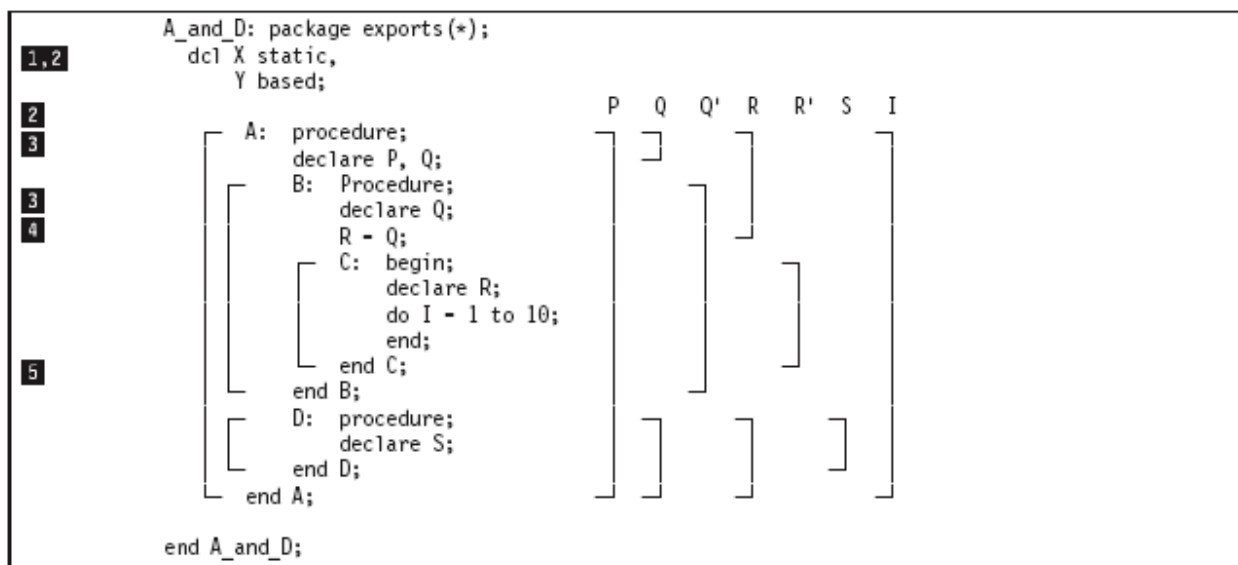 A_and_D: package exports(*);
1,2 dcl X static,
Y based;
P Q Q' R R' S I
2
A: procedure;
3
declare P, Q;
B: Procedure;
3
declare Q;
4
R = Q;
C: begin;
declare R;
do I = 1 to 10;
end;
5
end C;
end B;
D: procedure;
declare S;
end D;
end A;
end A_and_D;